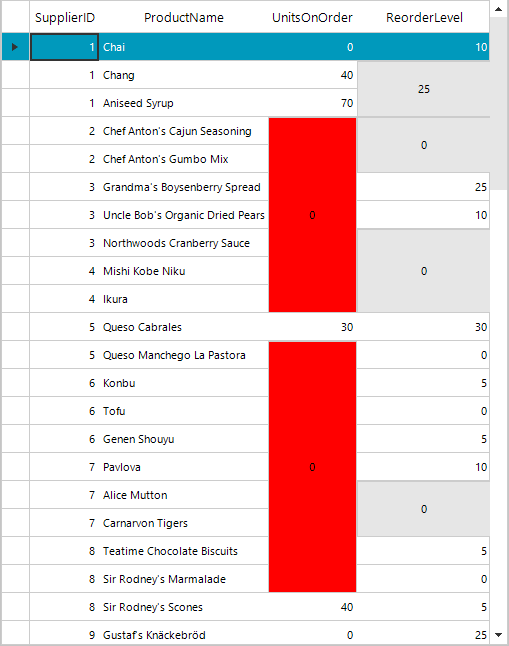 SupplierID ProductName UnitsOnOrder ReorderLevel
1 Chai 0 10
1 Chang 40
25
1 Aniseed Syrup 70
2 Chef Anton's Cajun Seasoning
0
2 Chef Anton's Gumbo Mix
3 Grandma's Boysenberry Spread 25
3 Uncle Bob's Organic Dried Pears 0 10
3 Northwoods Cranberry Sauce
4 Mishi Kobe Niku 0
4 Ikura
5 Queso Cabrales 30 30
5 Queso Manchego La Pastora 0
6 Konbu 5
6 Tofu 0
6 Genen Shouyu 5
7 Pavlova 0 10
7 Alice Mutton
0
7 Carnarvon Tigers
8 Teatime Chocolate Biscuits 5
8 Sir Rodney's Marmalade 0
8 Sir Rodney's Scones 40 5
9 Gustaf's Knäckebröd 0 25